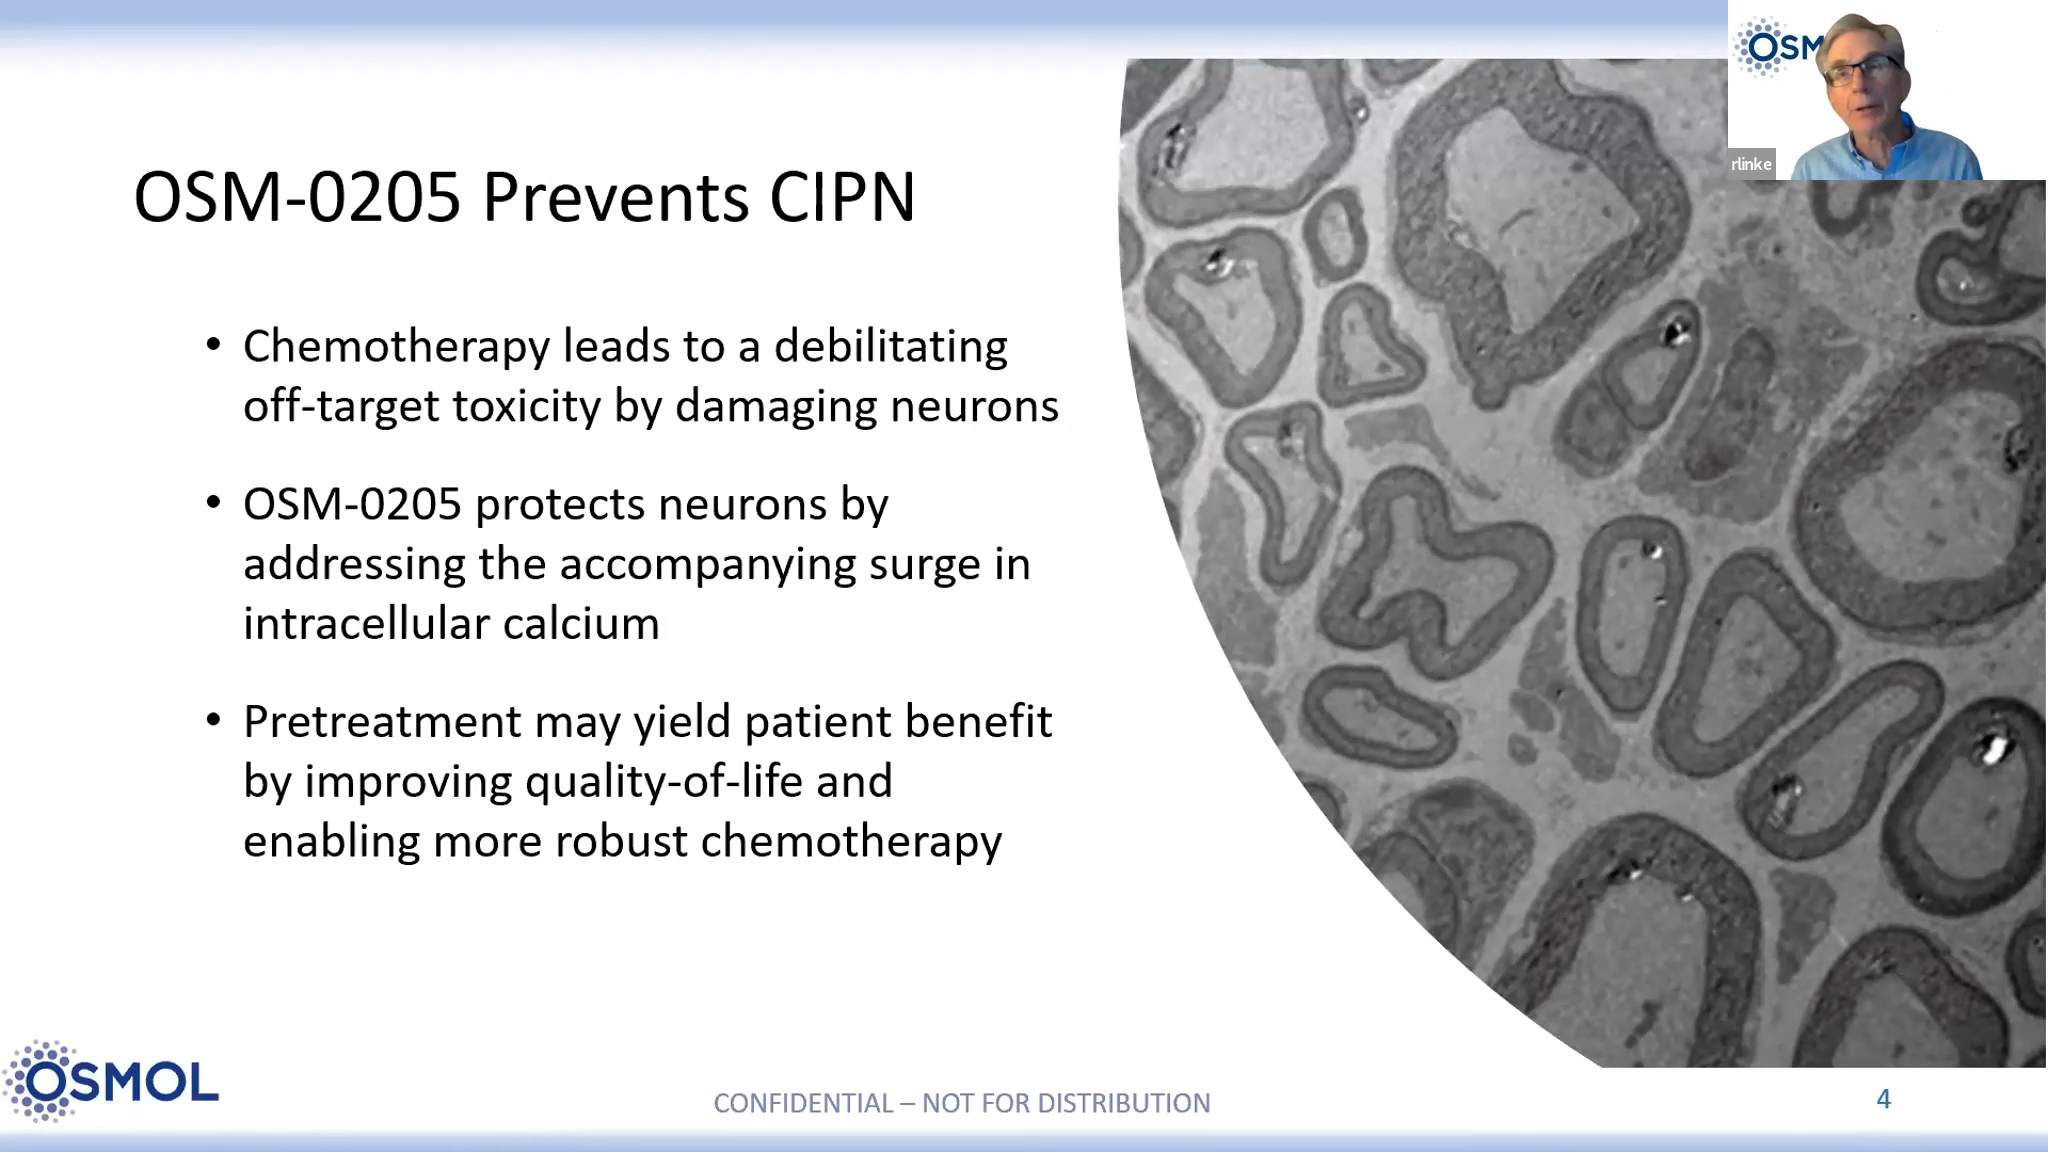 OSM
rlinke
OSM-0205 Prevents CIPN
• Chemotherapy leads to a debilitating
off-target toxicity by damaging neurons
• OSM-0205 protects neurons by
addressing the accompanying surge in
intracellular calcium
• Pretreatment may yield patient benefit
by improving quality-of-life and
enabling more robust chemotherapy
OSMOL
CONFIDENTIAL – NOT FOR DISTRIBUTION
4